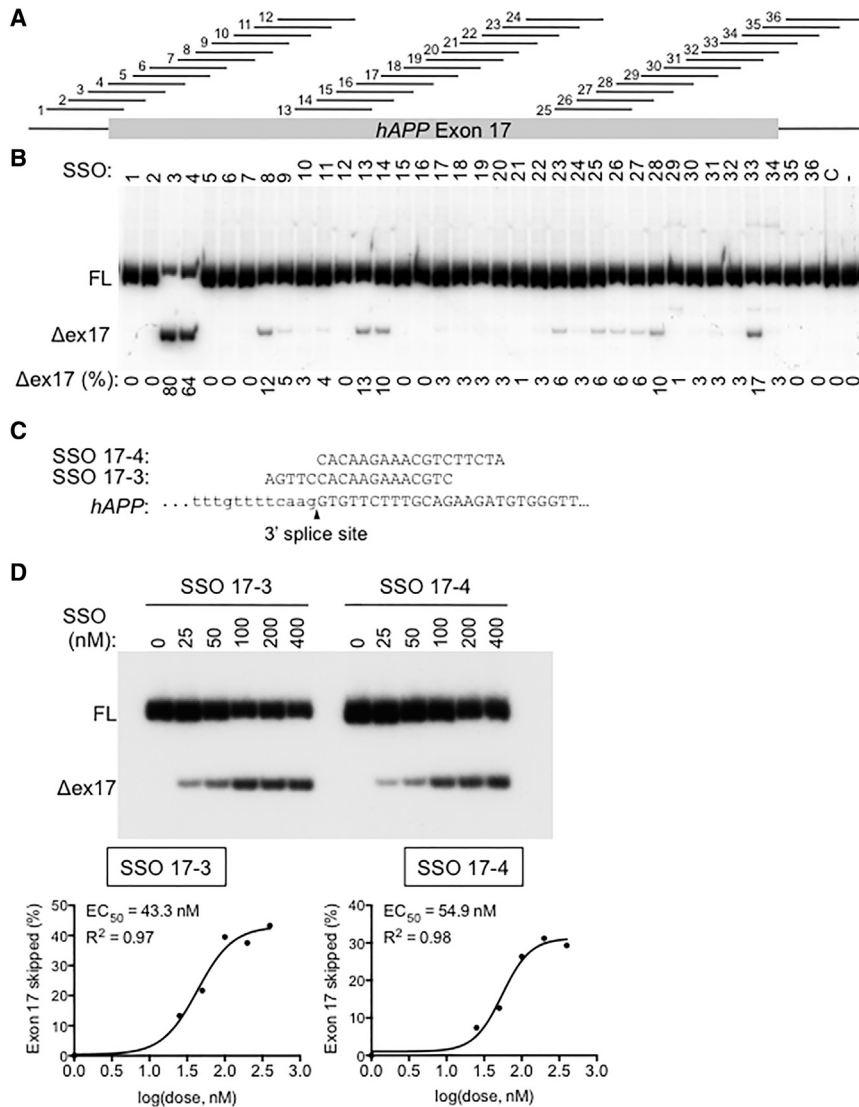 A
1 2 3 4 5 6 7 8 9 10 11 12 13 14 15 16 17 18 19 20 21 22 23 24 25 26 27 28 29 30 31 32 33 34 35 36
hAPP Exon 17
B
SSO: 1 2 3 4 5 6 7 8 9 10 11 12 13 14 15 16 17 18 19 20 21 22 23 24 25 26 27 28 29 30 31 32 33 34 35 36 C -
FL
Δex17
Δex17 (%): 0 0 80 64 0 0 0 12 5 3 4 0 13 10 0 0 3 3 3 3 1 3 6 3 6 6 6 10 1 3 3 3 17 3 0 0 0 0
C
SSO 17-4: CACAAGAAACGTCTTCTA
SSO 17-3: AGTTCCACAAGAAACGTC
hAPP: ...tttgttttcaagGTGTTCTTTGCAGAAGATGTGGGTT...
3' splice site
D
SSO 17-3 SSO 17-4
SSO (nM): 0 25 50 100 200 400 0 25 50 100 200 400
FL
Δex17
SSO 17-3
Exon 17 skipped (%)
50 40 30 20 10 0
EC50 = 43.3 nM
R2 = 0.97
0.0 0.5 1.0 1.5 2.0 2.5 3.0
log(dose, nM)
SSO 17-4
Exon 17 skipped (%)
40 30 20 10 0
EC50 = 54.9 nM
R2 = 0.98
0.0 0.5 1.0 1.5 2.0 2.5 3.0
log(dose, nM)